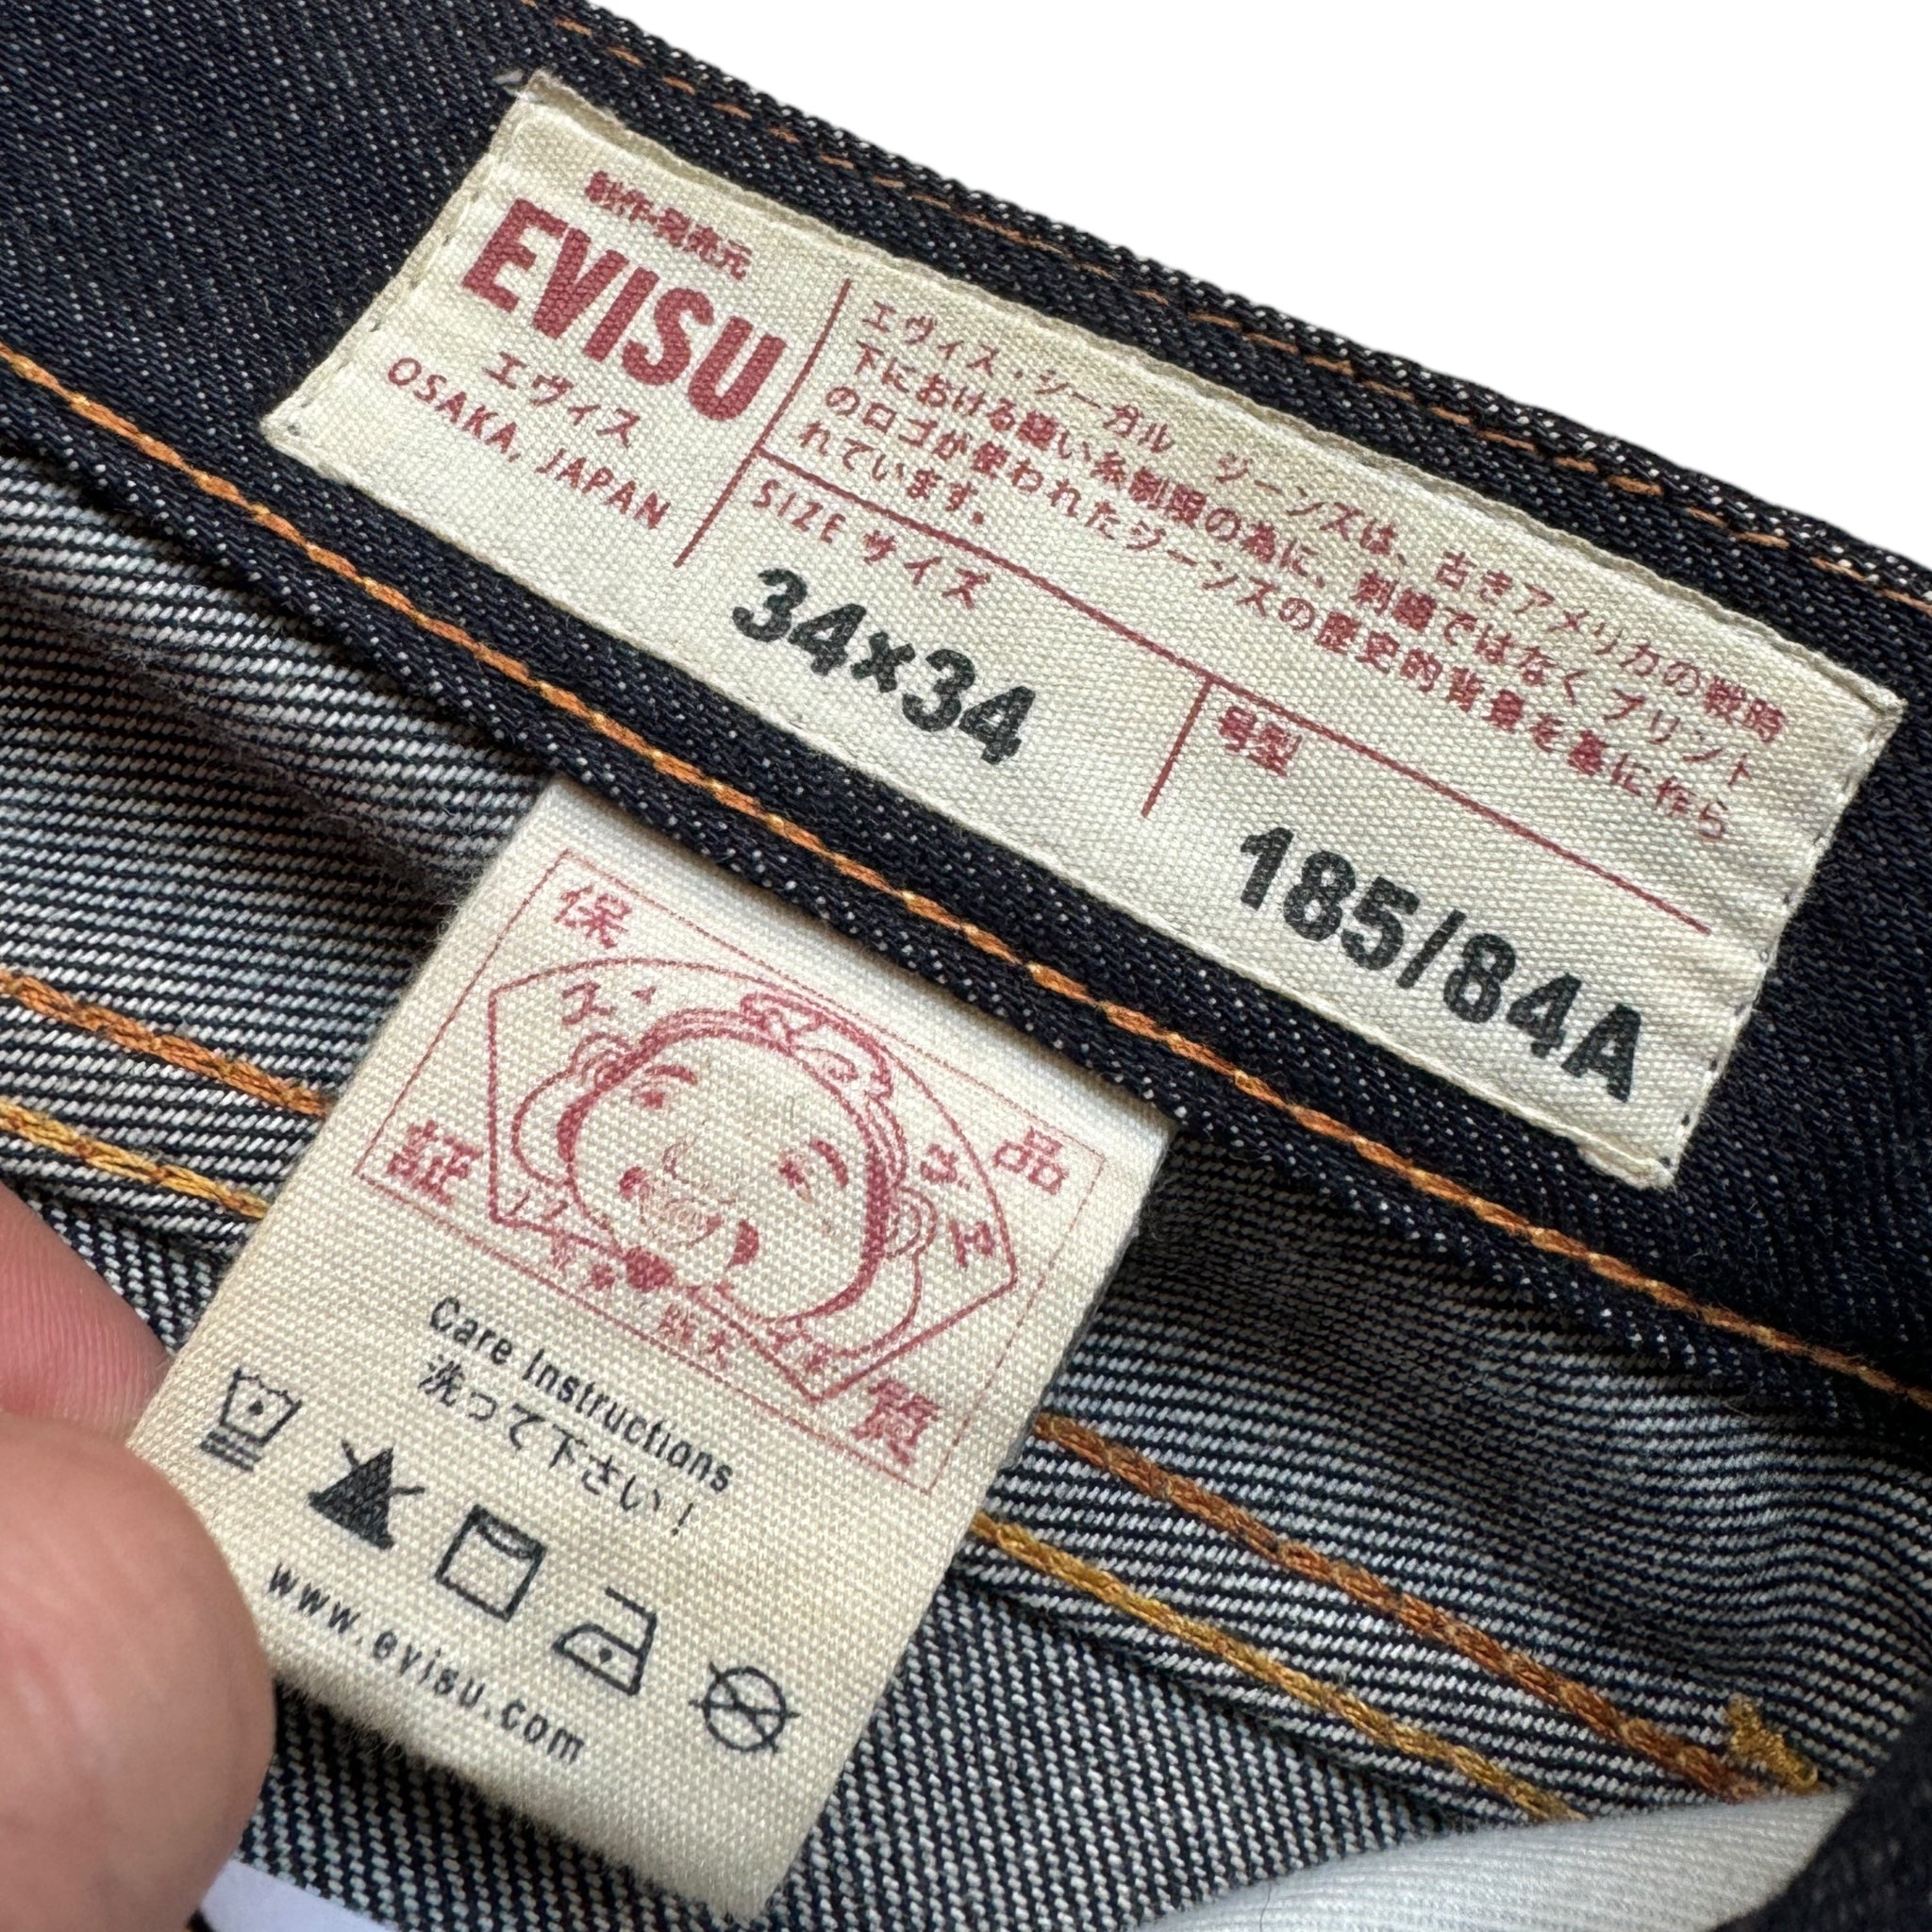 制作・発売元
EVISU
エヴィス
OSAKA, JAPAN
エヴィス・シーガル ジーンズは、古きアメリカの戦時
下における縫い糸制限の為に、刺繍ではなくプリント
のロゴが使われたジーンズの歴史的背景を基に作ら
れています。
SIZE サイズ
34x34
号型
185/84A
保
品
証
質
Care Instructions
洗って下さい!
www.evisu.com